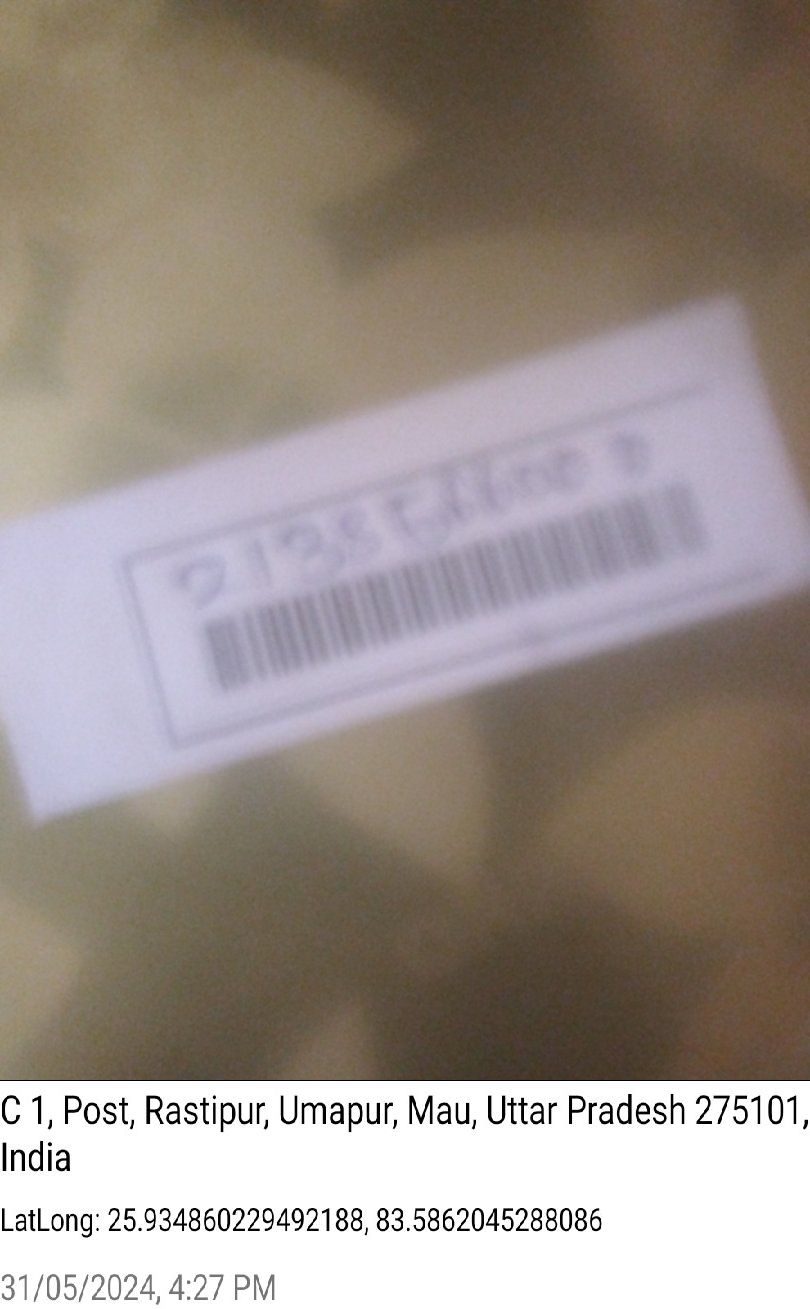 C 1, Post, Rastipur, Umapur, Mau, Uttar Pradesh 275101,
India
LatLong: 25.934860229492188, 83.5862045288086
31/05/2024, 4:27 PM